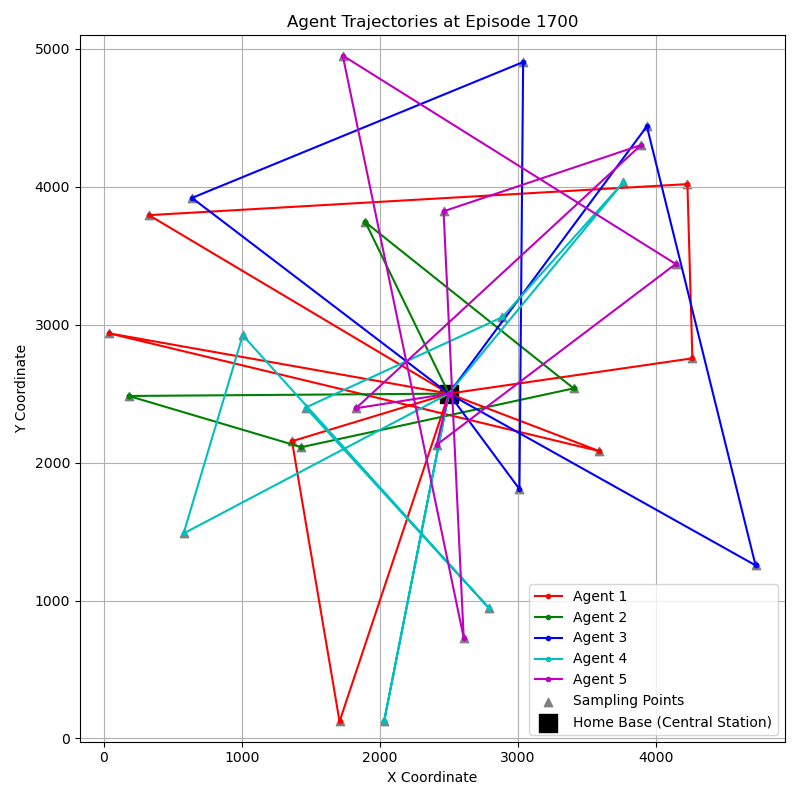 Agent Trajectories at Episode 1700
5000
4000
3000
2000
1000
0
Y Coordinate
0 1000 2000 3000 4000
X Coordinate
Agent 1
Agent 2
Agent 3
Agent 4
Agent 5
Sampling Points
Home Base (Central Station)